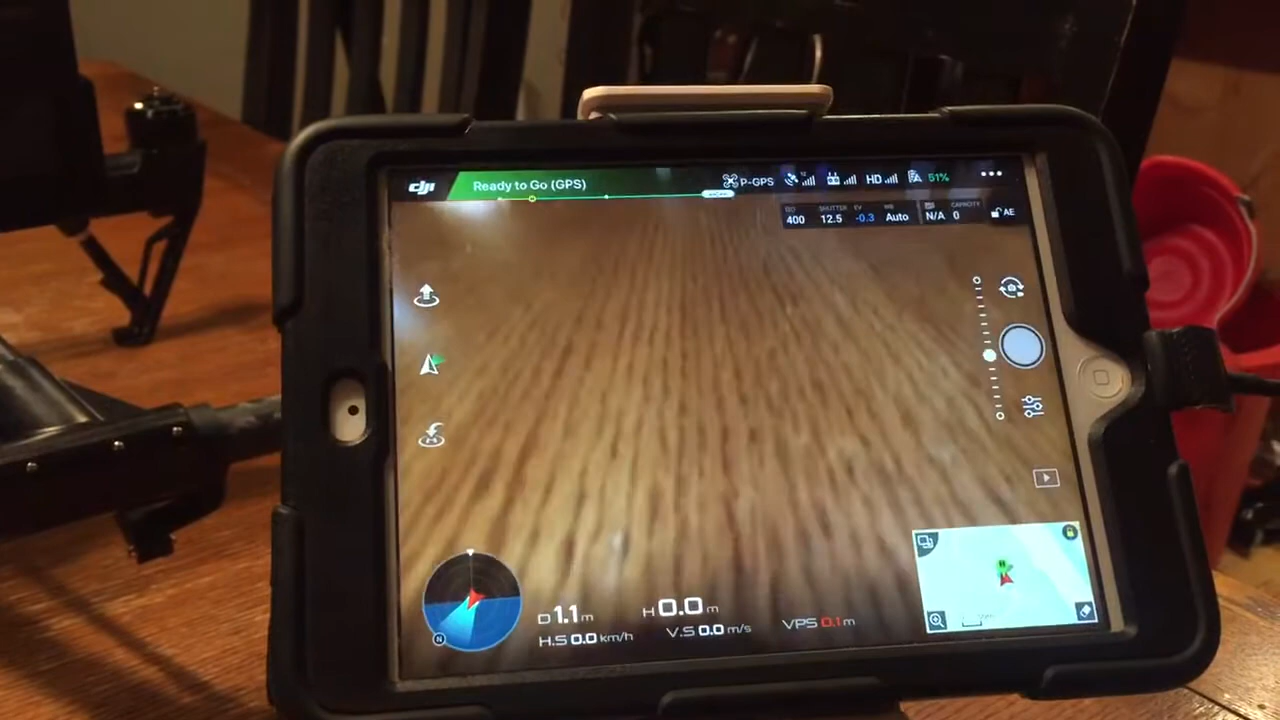 dji Ready to Go (GPS) P-GPS 12 HD 51%
ISO SHUTTER EV WB CAPACITY
400 12.5 -0.3 Auto N/A 0 AE
D 1.1 m H 0.0 m
H.S 0.0 km/h V.S 0.0 m/s VPS 0.1 m
N